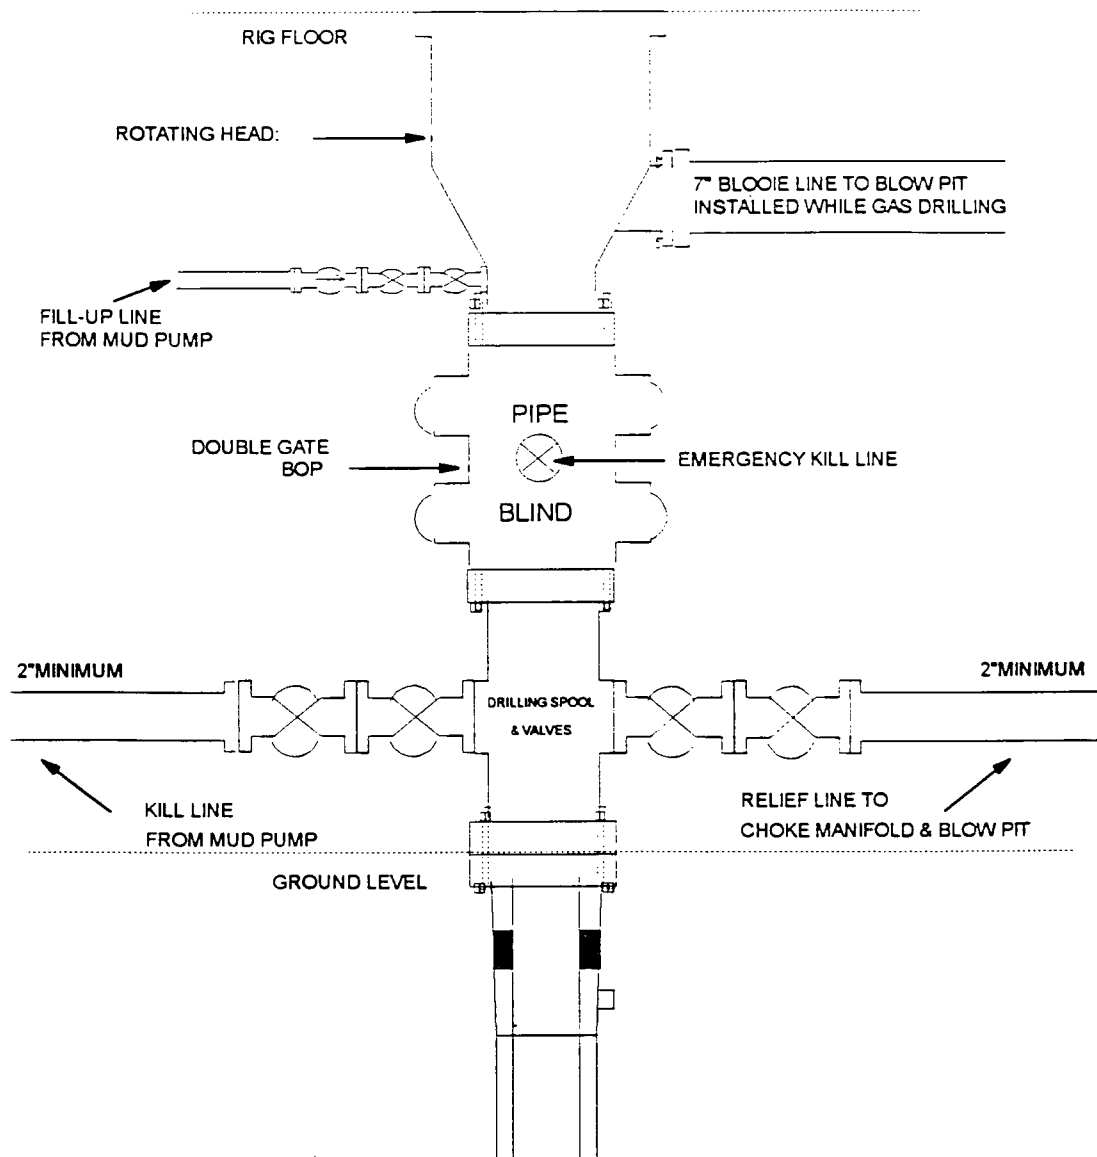 RIG FLOOR
ROTATING HEAD:
7" BLOOIE LINE TO BLOW PIT
INSTALLED WHILE GAS DRILLING
FILL-UP LINE
FROM MUD PUMP
PIPE
DOUBLE GATE
BOP
EMERGENCY KILL LINE
BLIND
2"MINIMUM
2"MINIMUM
DRILLING SPOOL
& VALVES
KILL LINE
FROM MUD PUMP
RELIEF LINE TO
CHOKE MANIFOLD & BLOW PIT
GROUND LEVEL